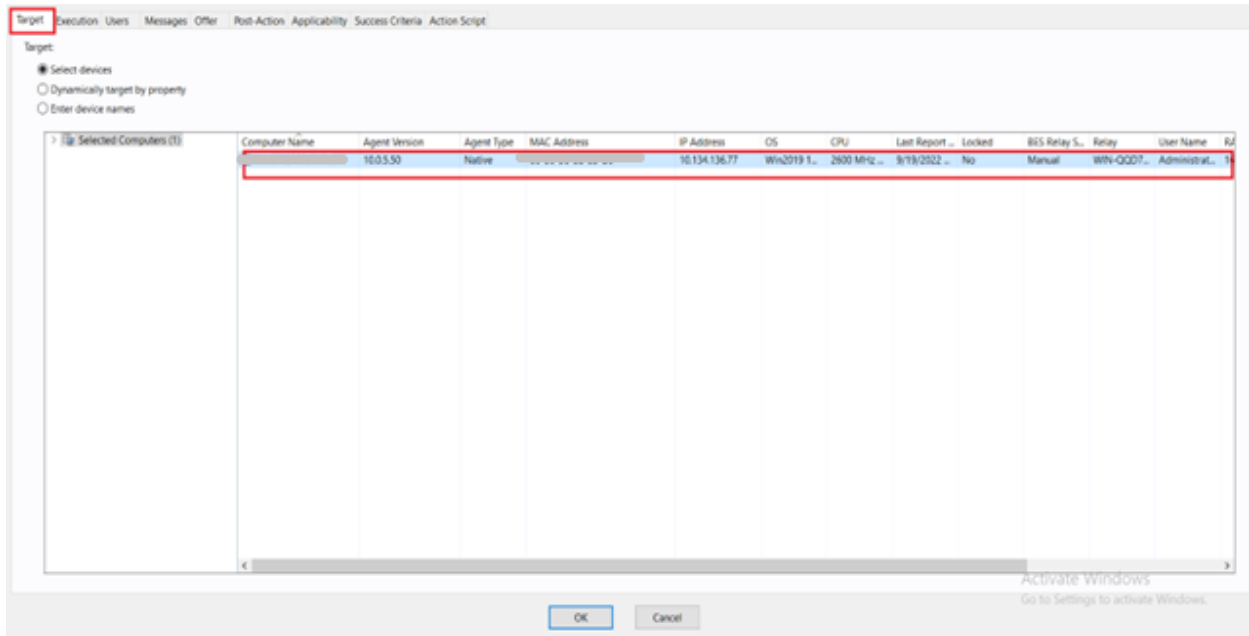 Target Execution Users Messages Offer Post-Action Applicability Success Criteria Action Script
Target:
Select devices
Dynamically target by property
Enter device names
Selected Computers (1)
Computer Name Agent Version Agent Type MAC Address IP Address OS CPU Last Report ... Locked BES Relay S... Relay User Name RA
10.0.5.50 Native 10.134.136.77 Win2019 1... 2600 MHz ... 9/19/2022 ... No Manual WIN-QQD7... Administrat...
Activate Windows
Go to Settings to activate Windows.
OK Cancel